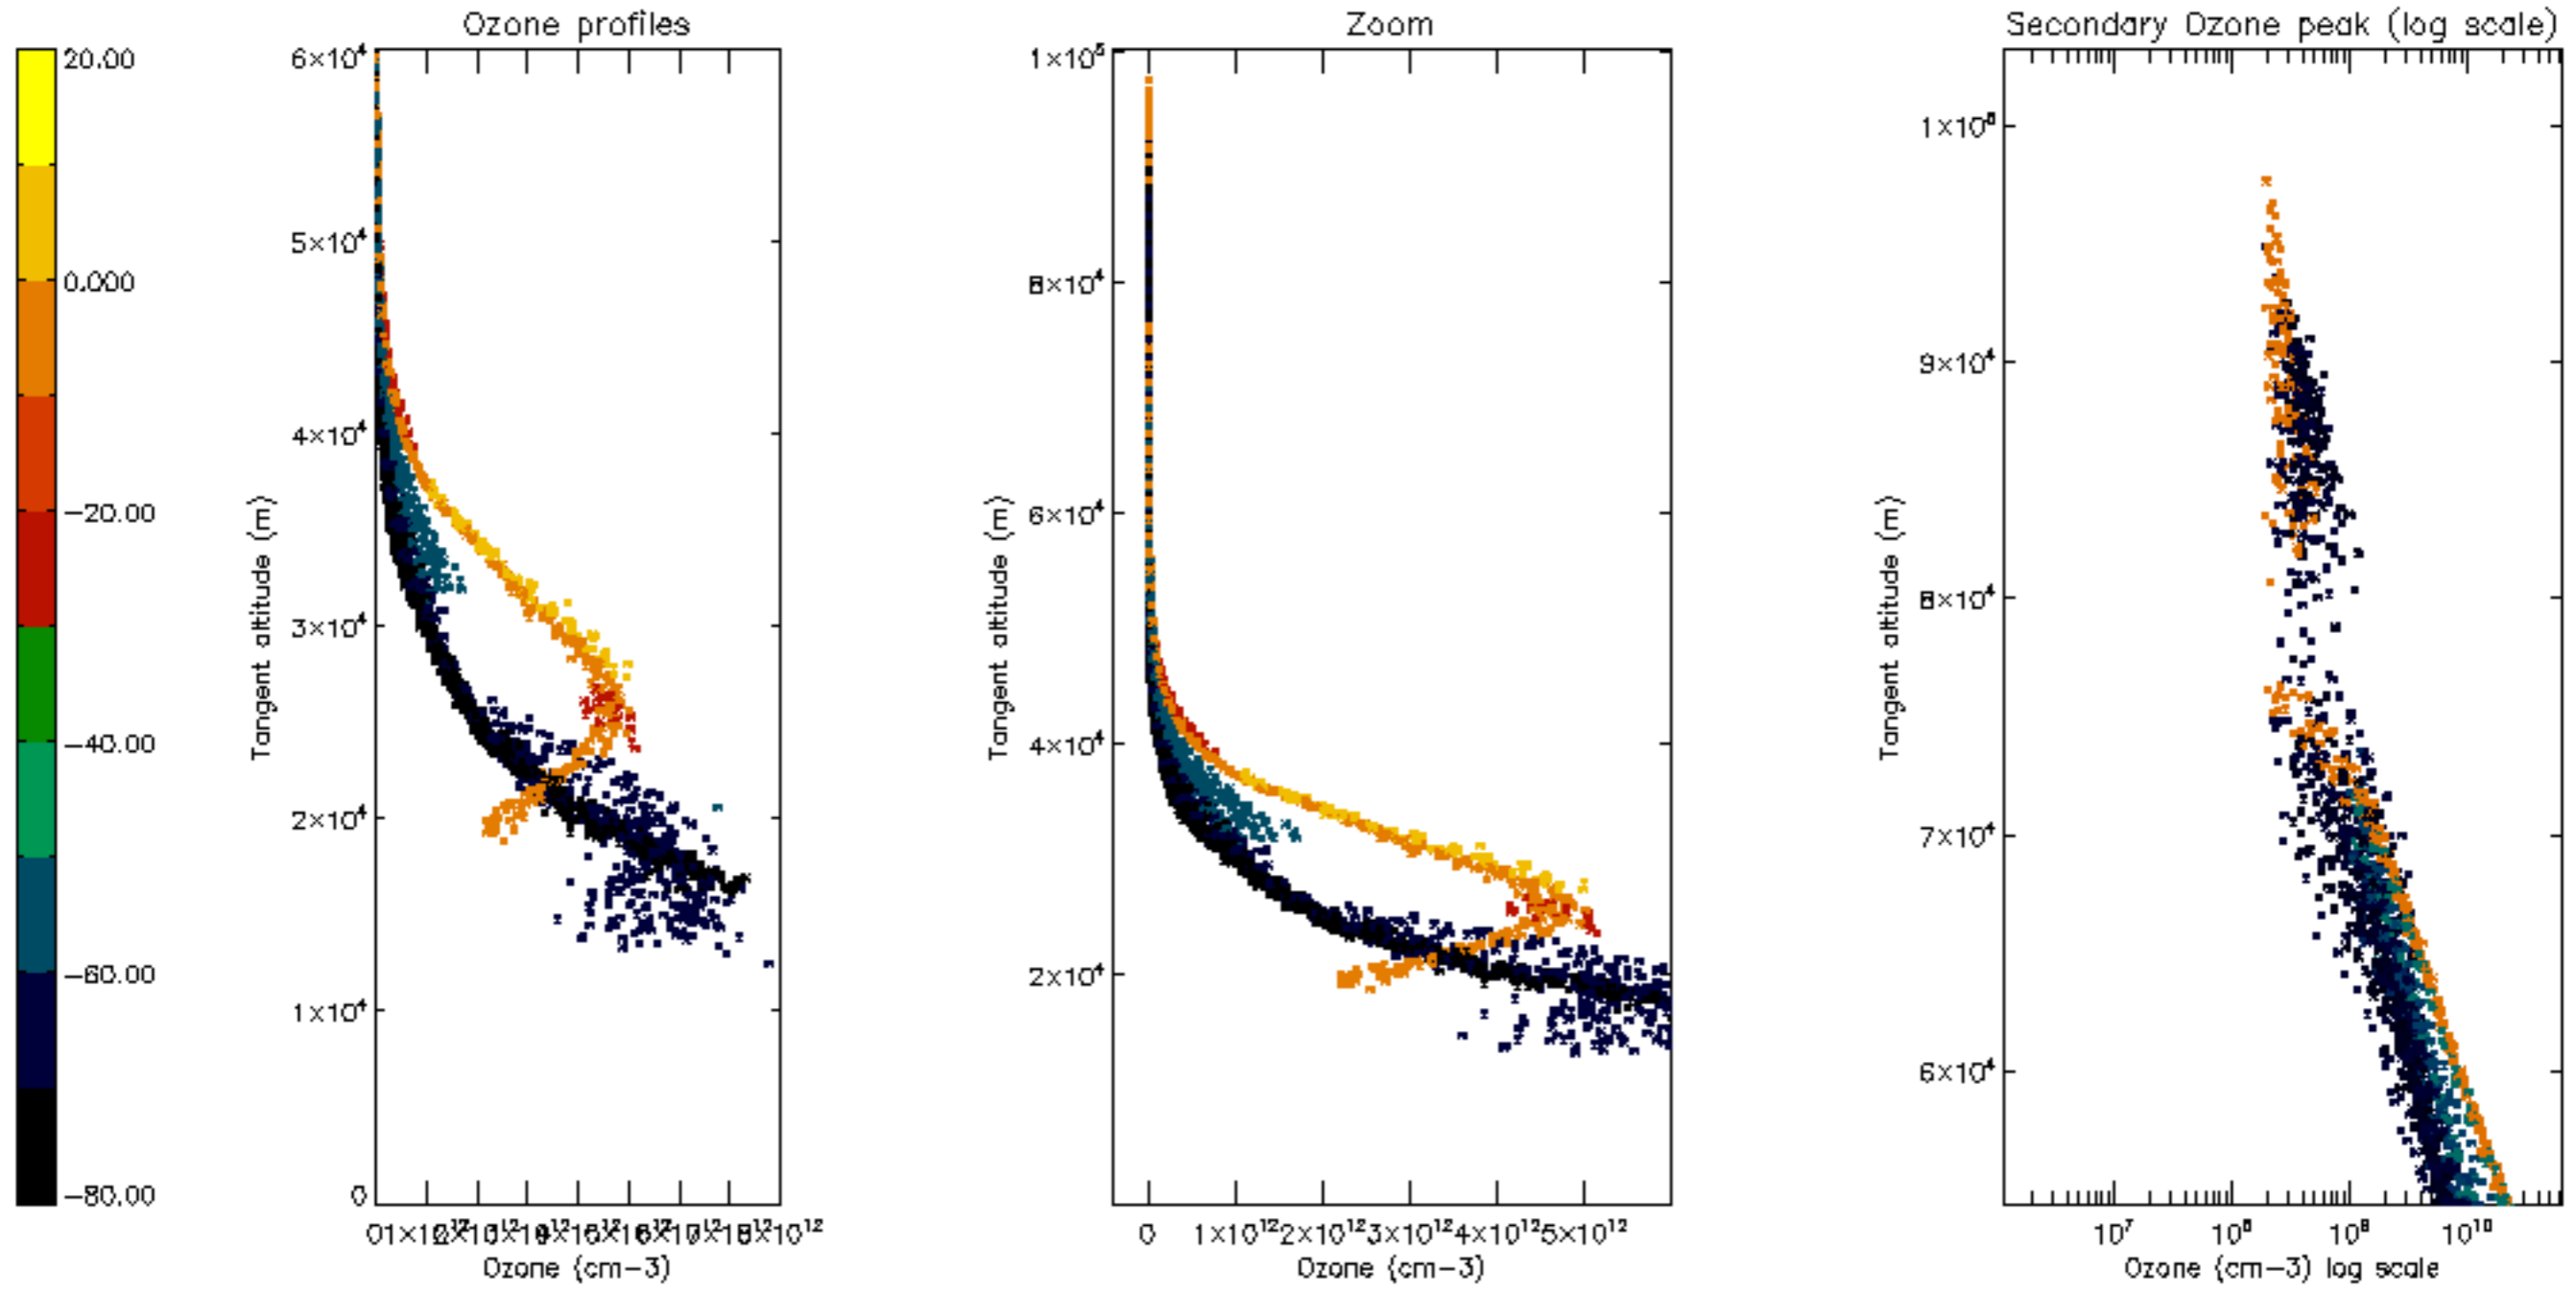 Ozone profiles
Zoom
Secondary Ozone peak (log scale)
20.00
0.000
−20.00
−40.00
−60.00
−80.00
6×10⁴
5×10⁴
4×10⁴
3×10⁴
2×10⁴
1×10⁴
0
Tangent altitude (m)
Ozone (cm−3)
1×10⁵
8×10⁴
6×10⁴
4×10⁴
2×10⁴
Tangent altitude (m)
0 1×10¹² 2×10¹² 3×10¹² 4×10¹² 5×10¹²
Ozone (cm−3)
9×10⁴
8×10⁴
7×10⁴
6×10⁴
Tangent altitude (m)
10⁷ 10⁸ 10⁹ 10¹⁰
Ozone (cm−3) log scale